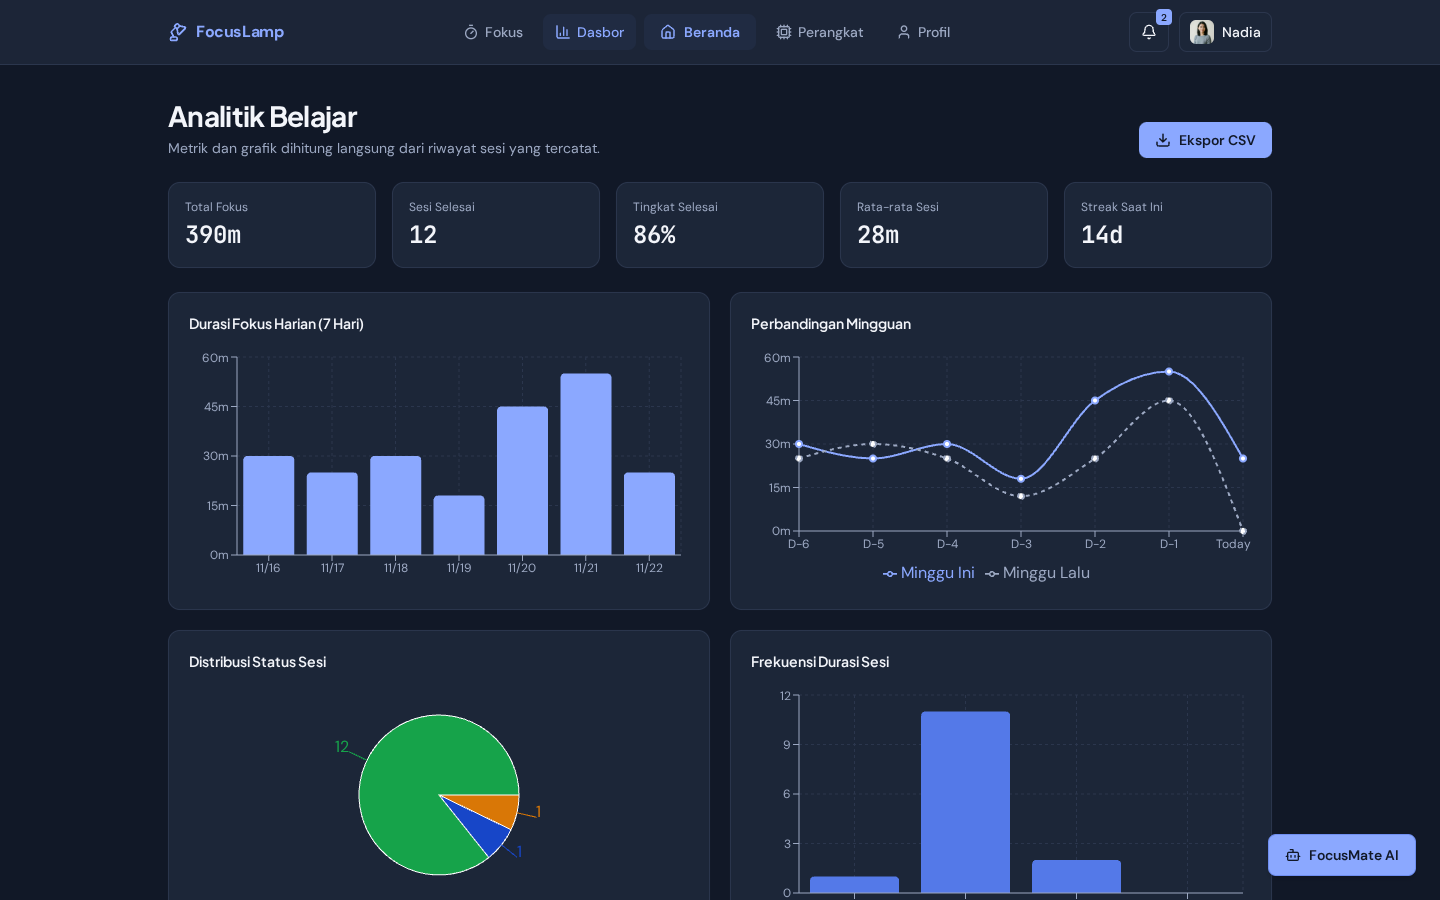 FocusLamp
Fokus
Dasbor
Beranda
Perangkat
Profil
2
Nadia
Analitik Belajar
Metrik dan grafik dihitung langsung dari riwayat sesi yang tercatat.
Ekspor CSV
Total Fokus
390m
Sesi Selesai
12
Tingkat Selesai
86%
Rata-rata Sesi
28m
Streak Saat Ini
14d
Durasi Fokus Harian (7 Hari)
60m
45m
30m
15m
0m
11/16
11/17
11/18
11/19
11/20
11/21
11/22
Perbandingan Mingguan
60m
45m
30m
15m
0m
D-6
D-5
D-4
D-3
D-2
D-1
Today
Minggu Ini
Minggu Lalu
Distribusi Status Sesi
12
1
1
Frekuensi Durasi Sesi
12
9
6
3
0
FocusMate AI